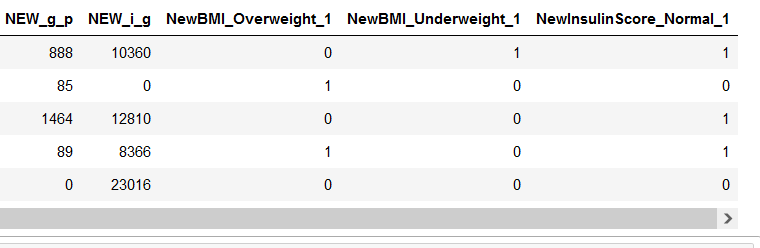 NEW_g_p NEW_i_g NewBMI_Overweight_1 NewBMI_Underweight_1 NewInsulinScore_Normal_1
888 10360 0 1 1
85 0 1 0 0
1464 12810 0 0 1
89 8366 1 0 1
0 23016 0 0 0